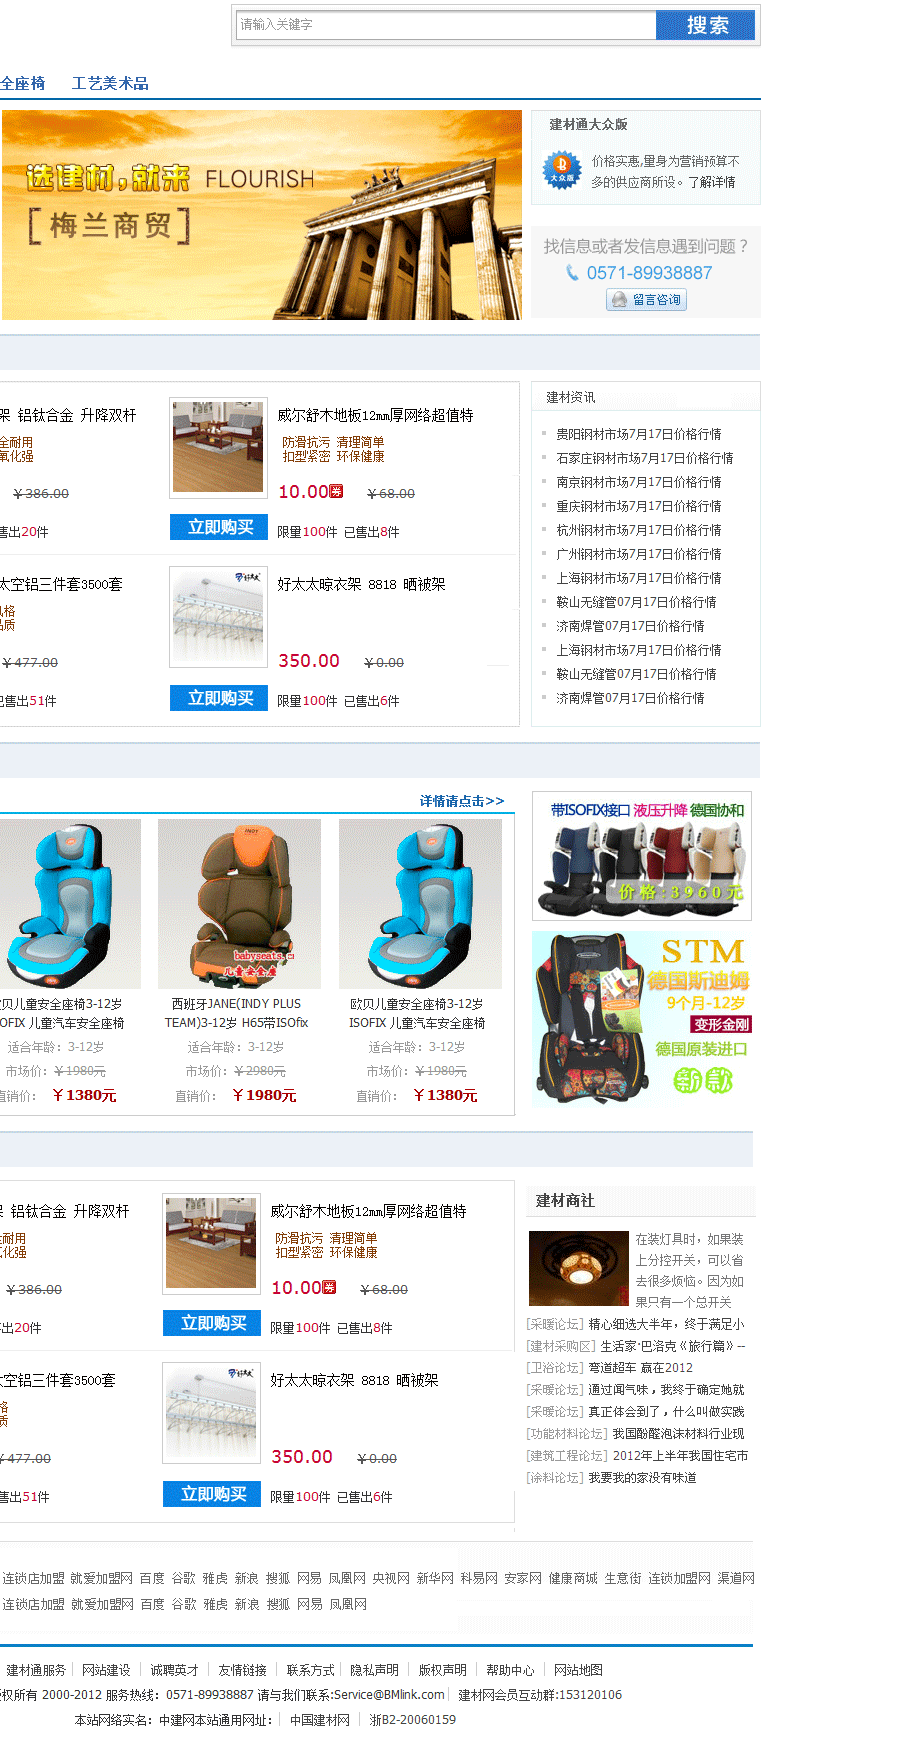 请输入关键字
搜索
全座椅 工艺美术品
选建材,就来 FLOURISH
[梅兰商贸]
建材通大众版
大众版
价格实惠,量身为营销预算不
多的供应商所设。了解详情
找信息或者发信息遇到问题？
0571-89938887
留言咨询
架 铝钛合金 升降双杆
全耐用
氧化强
￥386.00
售出20件
威尔舒木地板12mm厚网络超值特
防滑抗污 清理简单
扣型紧密 环保健康
10.00券 ￥68.00
立即购买
限量100件 已售出8件
太空铝三件套3500套
风格
品质
￥477.00
已售出51件
好太太
好太太晾衣架 8818 晒被架
350.00 ￥0.00
立即购买
限量100件 已售出6件
建材资讯
贵阳钢材市场7月17日价格行情
石家庄钢材市场7月17日价格行情
南京钢材市场7月17日价格行情
重庆钢材市场7月17日价格行情
杭州钢材市场7月17日价格行情
广州钢材市场7月17日价格行情
上海钢材市场7月17日价格行情
鞍山无缝管07月17日价格行情
济南焊管07月17日价格行情
上海钢材市场7月17日价格行情
鞍山无缝管07月17日价格行情
济南焊管07月17日价格行情
详情请点击>>
欧贝儿童安全座椅3-12岁
ISOFIX 儿童汽车安全座椅
适合年龄：3-12岁
市场价：￥1980元
直销价： ￥1380元
INDY
babyseats.c
儿童安全座
西班牙JANE(INDY PLUS
TEAM)3-12岁 H65带ISOfix
适合年龄：3-12岁
市场价：￥2980元
直销价： ￥1980元
欧贝儿童安全座椅3-12岁
ISOFIX 儿童汽车安全座椅
适合年龄：3-12岁
市场价：￥1980元
直销价： ￥1380元
带ISOFIX接口 液压升降 德国协和
价格:3960元
STM
德国斯迪姆
9个月-12岁
变形金刚
德国原装进口
新款
架 铝钛合金 升降双杆
全耐用
氧化强
￥386.00
售出20件
威尔舒木地板12mm厚网络超值特
防滑抗污 清理简单
扣型紧密 环保健康
10.00券 ￥68.00
立即购买
限量100件 已售出8件
太空铝三件套3500套
格
质
￥477.00
售出51件
好太太
好太太晾衣架 8818 晒被架
350.00 ￥0.00
立即购买
限量100件 已售出6件
建材商社
在装灯具时，如果装
上分控开关，可以省
去很多烦恼。因为如
果只有一个总开关
[采暖论坛] 精心细选大半年，终于满足小
[建材采购区] 生活家·巴洛克《旅行篇》--
[卫浴论坛] 弯道超车 赢在2012
[采暖论坛] 通过闻气味，我终于确定她就
[采暖论坛] 真正体会到了，什么叫做实践
[功能材料论坛] 我国酚醛泡沫材料行业现
[建筑工程论坛] 2012年上半年我国住宅市
[涂料论坛] 我要我的家没有味道
连锁店加盟 就爱加盟网 百度 谷歌 雅虎 新浪 搜狐 网易 凤凰网 央视网 新华网 科易网 安家网 健康商城 生意街 连锁加盟网 渠道网
连锁店加盟 就爱加盟网 百度 谷歌 雅虎 新浪 搜狐 网易 凤凰网
建材通服务 | 网站建设 | 诚聘英才 | 友情链接 | 联系方式 | 隐私声明 | 版权声明 | 帮助中心 | 网站地图
版权所有 2000-2012 服务热线：0571-89938887 请与我们联系:Service@BMlink.com | 建材网会员互动群:153120106
本站网络实名：中建网本站通用网址： | 中国建材网 | 浙B2-20060159